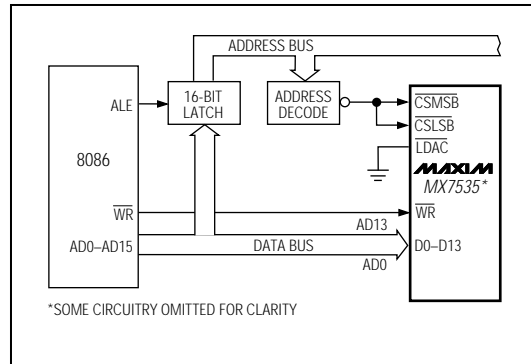 ADDRESS BUS
ALE
16-BIT
LATCH
ADDRESS
DECODE
CSMSB
CSLSB
LDAC
8086
MAXIM
MX7535*
WR
WR
AD13
AD0–AD15
DATA BUS
D0–D13
AD0
*SOME CIRCUITRY OMITTED FOR CLARITY